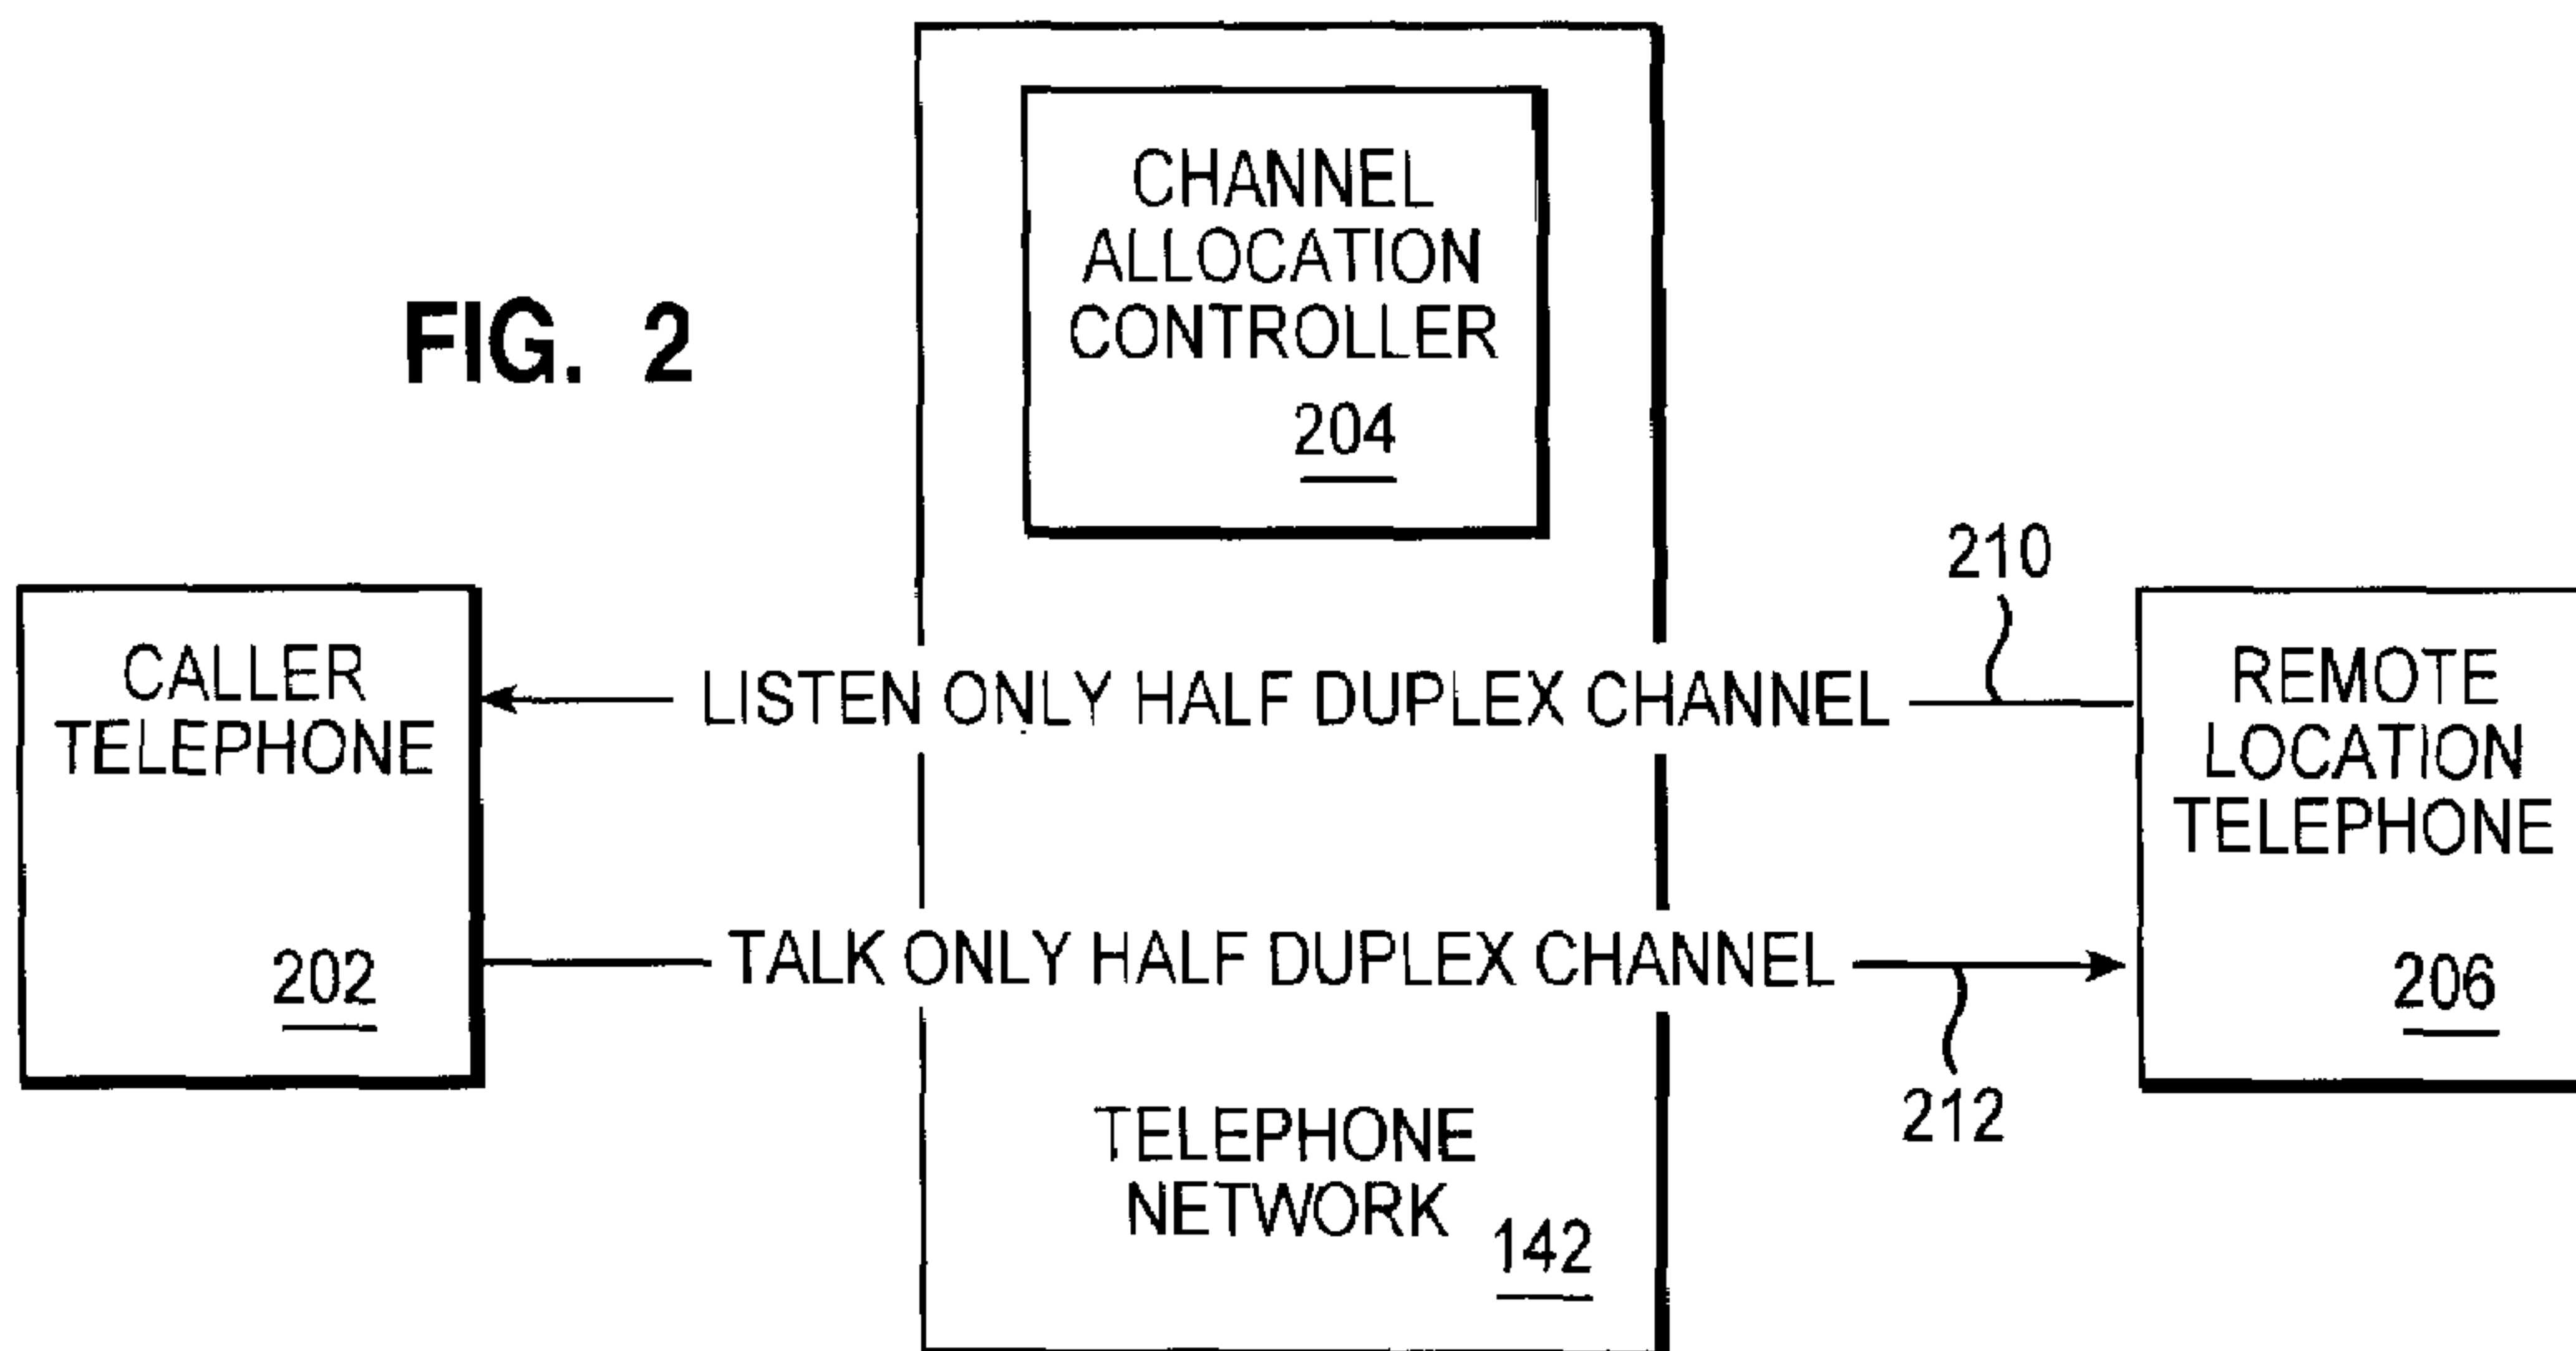 FIG. 2
CHANNEL
ALLOCATION
CONTROLLER
204
210
CALLER
TELEPHONE
202
LISTEN ONLY HALF DUPLEX CHANNEL
TALK ONLY HALF DUPLEX CHANNEL
REMOTE
LOCATION
TELEPHONE
206
212
TELEPHONE
NETWORK
142